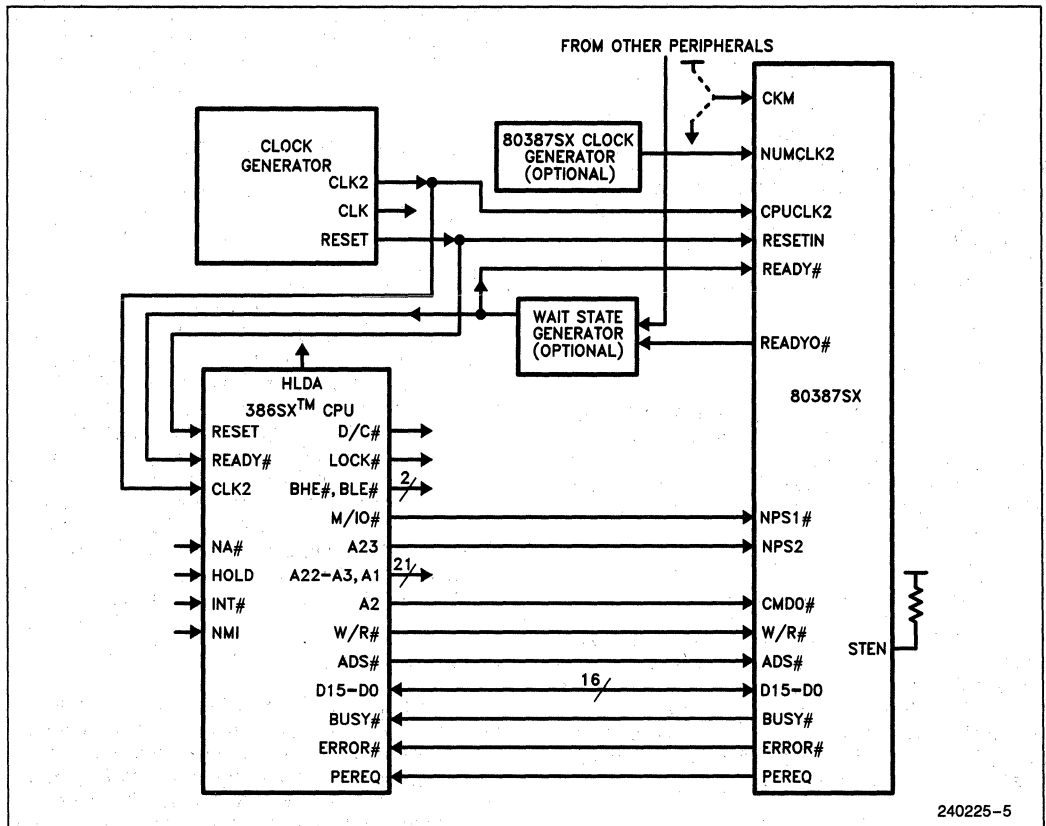 FROM OTHER PERIPHERALS
CLOCK
GENERATOR
CLK2
CLK
RESET
80387SX CLOCK
GENERATOR
(OPTIONAL)
WAIT STATE
GENERATOR
(OPTIONAL)
HLDA
386SX™ CPU
RESET
READY#
CLK2
NA#
HOLD
INT#
NMI
D/C#
LOCK#
BHE#, BLE#
2
M/IO#
A23
A22-A3, A1
21
A2
W/R#
ADS#
D15-D0
16
BUSY#
ERROR#
PEREQ
CKM
NUMCLK2
CPUCLK2
RESETIN
READY#
READYO#
80387SX
NPS1#
NPS2
CMD0#
W/R#
STEN
ADS#
D15-D0
BUSY#
ERROR#
PEREQ
240225-5